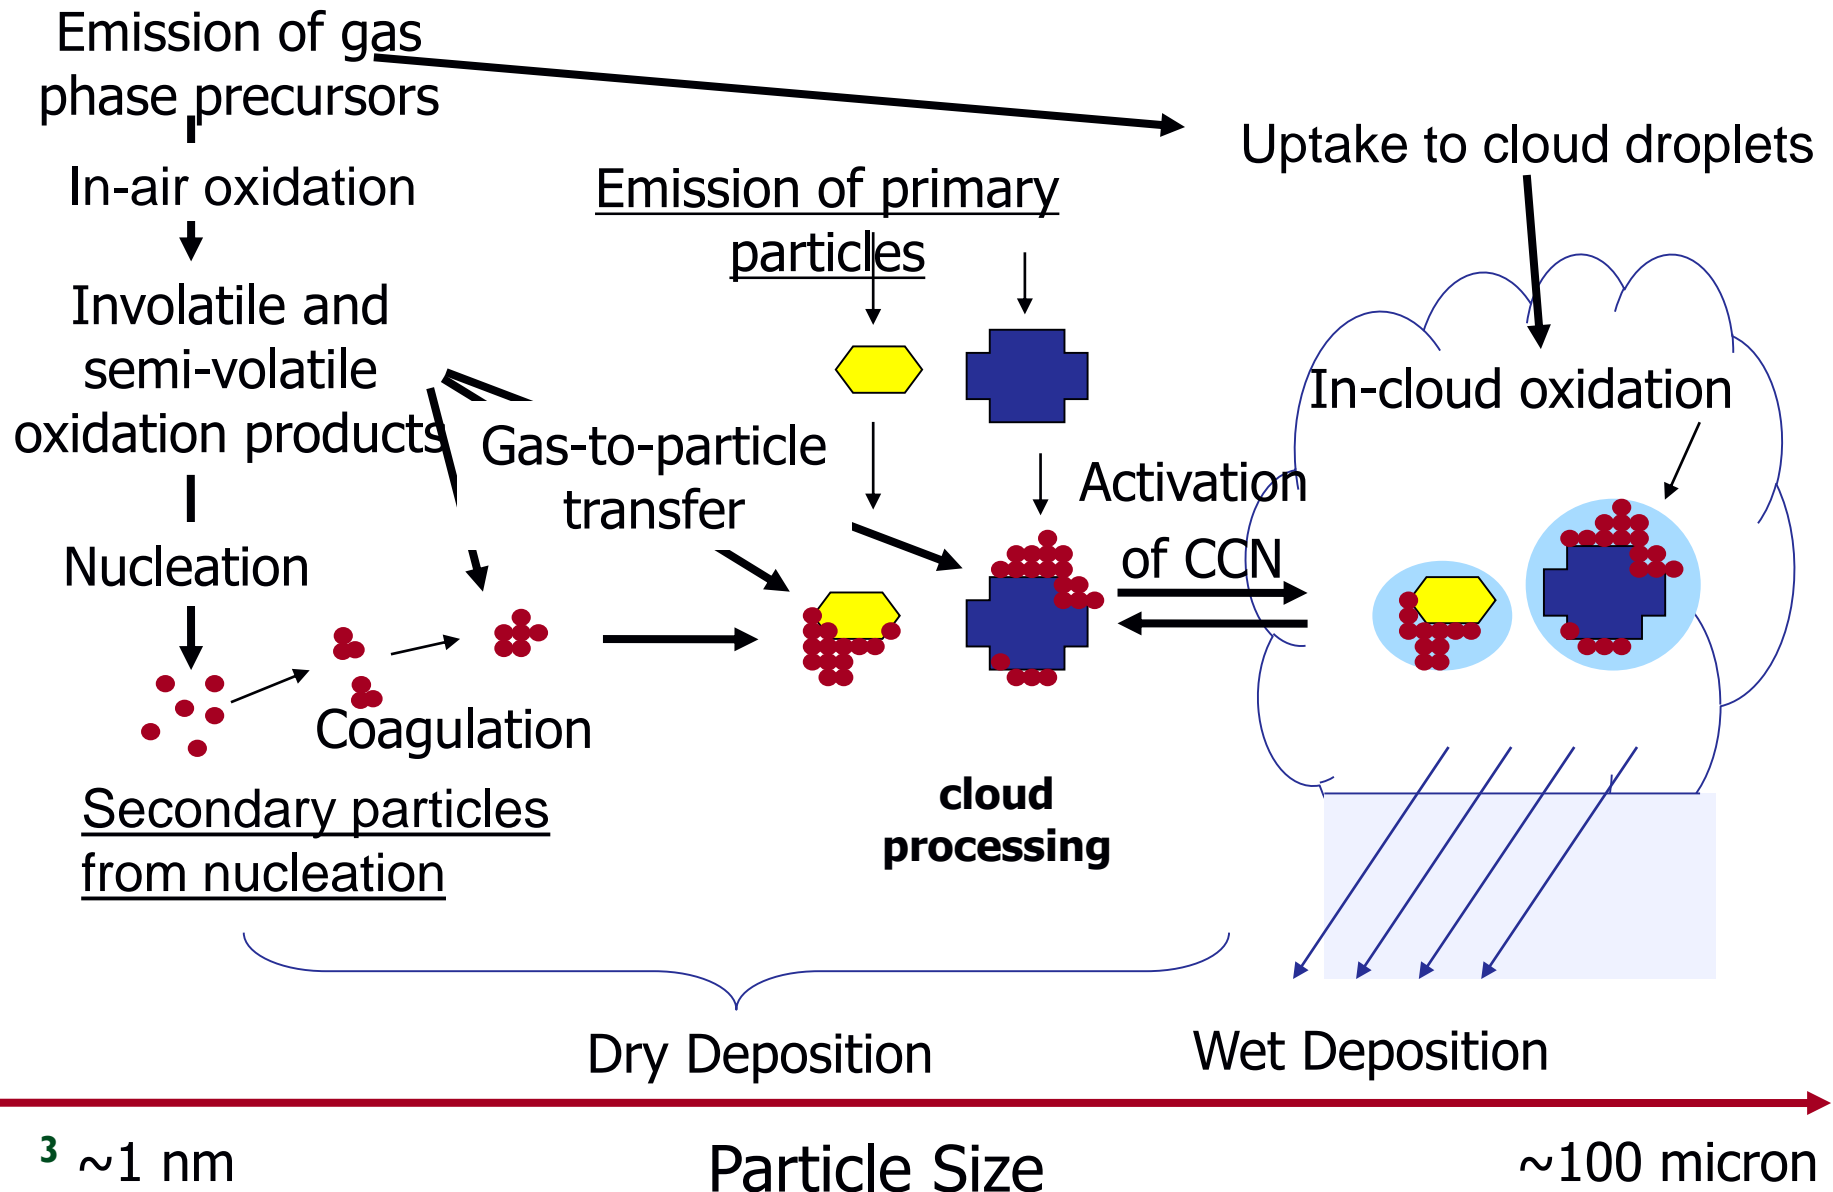 Emission of gas
phase precursors
In-air oxidation
Involatile and
semi-volatile
oxidation products
Nucleation
Coagulation
Secondary particles
from nucleation
Emission of primary
particles
Gas-to-particle
transfer
Activation
of CCN
cloud
processing
Uptake to cloud droplets
In-cloud oxidation
Dry Deposition
Wet Deposition
3 ~1 nm
Particle Size
~100 micron